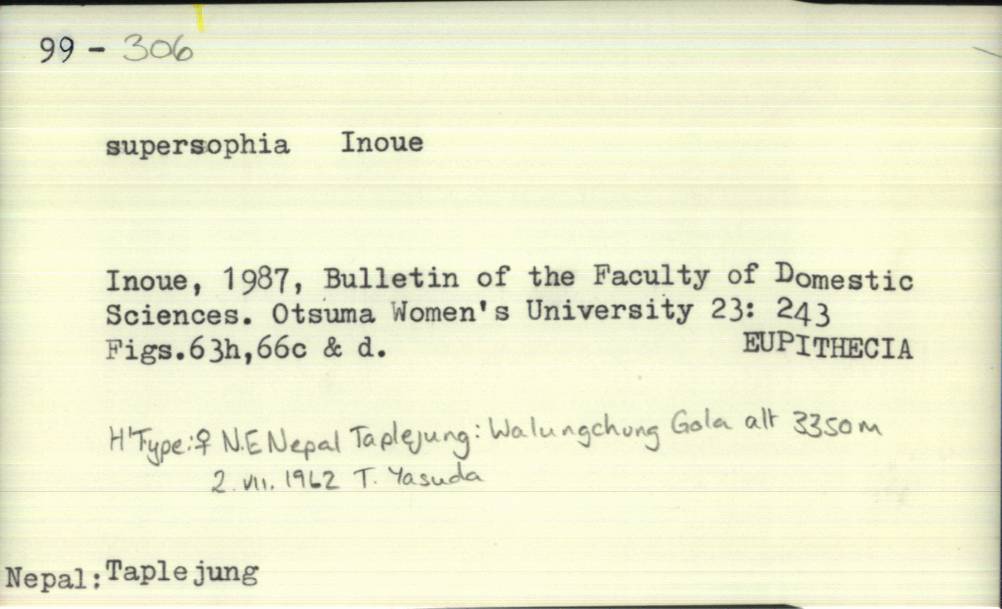 99 - 306
supersophia Inoue
Inoue, 1987, Bulletin of the Faculty of Domestic
Sciences. Otsuma Women's University 23: 243
Figs.63h,66c & d. EUPITHECIA
H'Type:♀ N.E Nepal Taplejung: Walungchung Gola alt 3350m
2. VII. 1962 T. Yasuda
Nepal:Taplejung